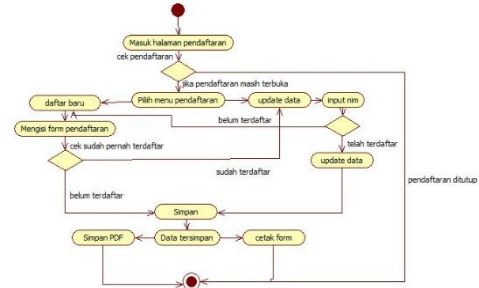 Masuk halaman pendaftaran
cek pendaftaran
jika pendaftaran masih terbuka
daftar baru
Pilih menu pendaftaran
update data
input nim
belum terdaftar
Mengisi form pendaftaran
cek sudah pernah terdaftar
telah terdaftar
update data
sudah terdaftar
pendaftaran ditutup
belum terdaftar
Simpan
Simpan PDF
Data tersimpan
cetak form